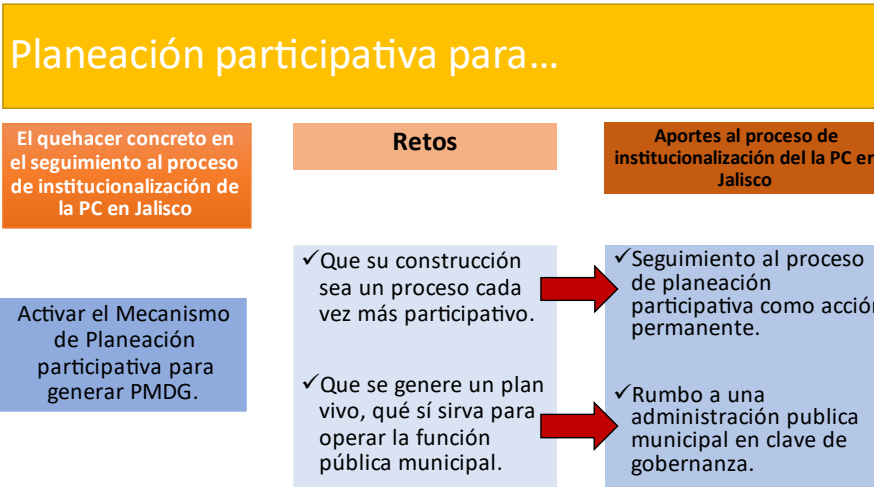 Planeación participativa para...
El quehacer concreto en
el seguimiento al proceso
de institucionalización de
la PC en Jalisco
Retos
Aportes al proceso de
institucionalización del la PC en
Jalisco
Activar el Mecanismo
de Planeación
participativa para
generar PMDG.
✓Que su construcción
sea un proceso cada
vez más participativo.
✓Que se genere un plan
vivo, qué sí sirva para
operar la función
pública municipal.
✓Seguimiento al proceso
de planeación
participativa como acción
permanente.
✓Rumbo a una
administración publica
municipal en clave de
gobernanza.